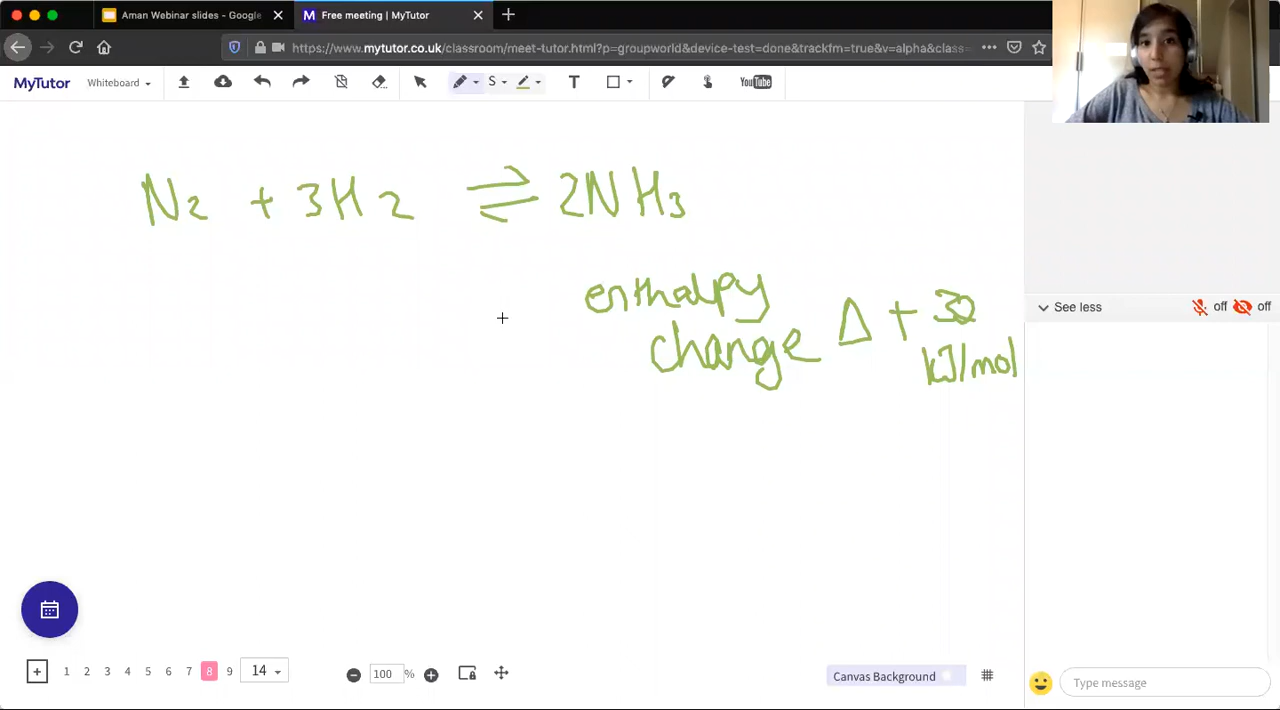 Aman Webinar slides - Google
Free meeting | MyTutor
https://www.mytutor.co.uk/classroom/meet-tutor.html?p=groupworld&device-test=done&trackfm=true&v=alpha&class=
MyTutor Whiteboard S T YouTube
N2 + 3H2 ⇌ 2NH3
enthalpy
change Δ + 32
kJ/mol
See less off off
+ 1 2 3 4 5 6 7 8 9 14 100 % Canvas Background
Type message